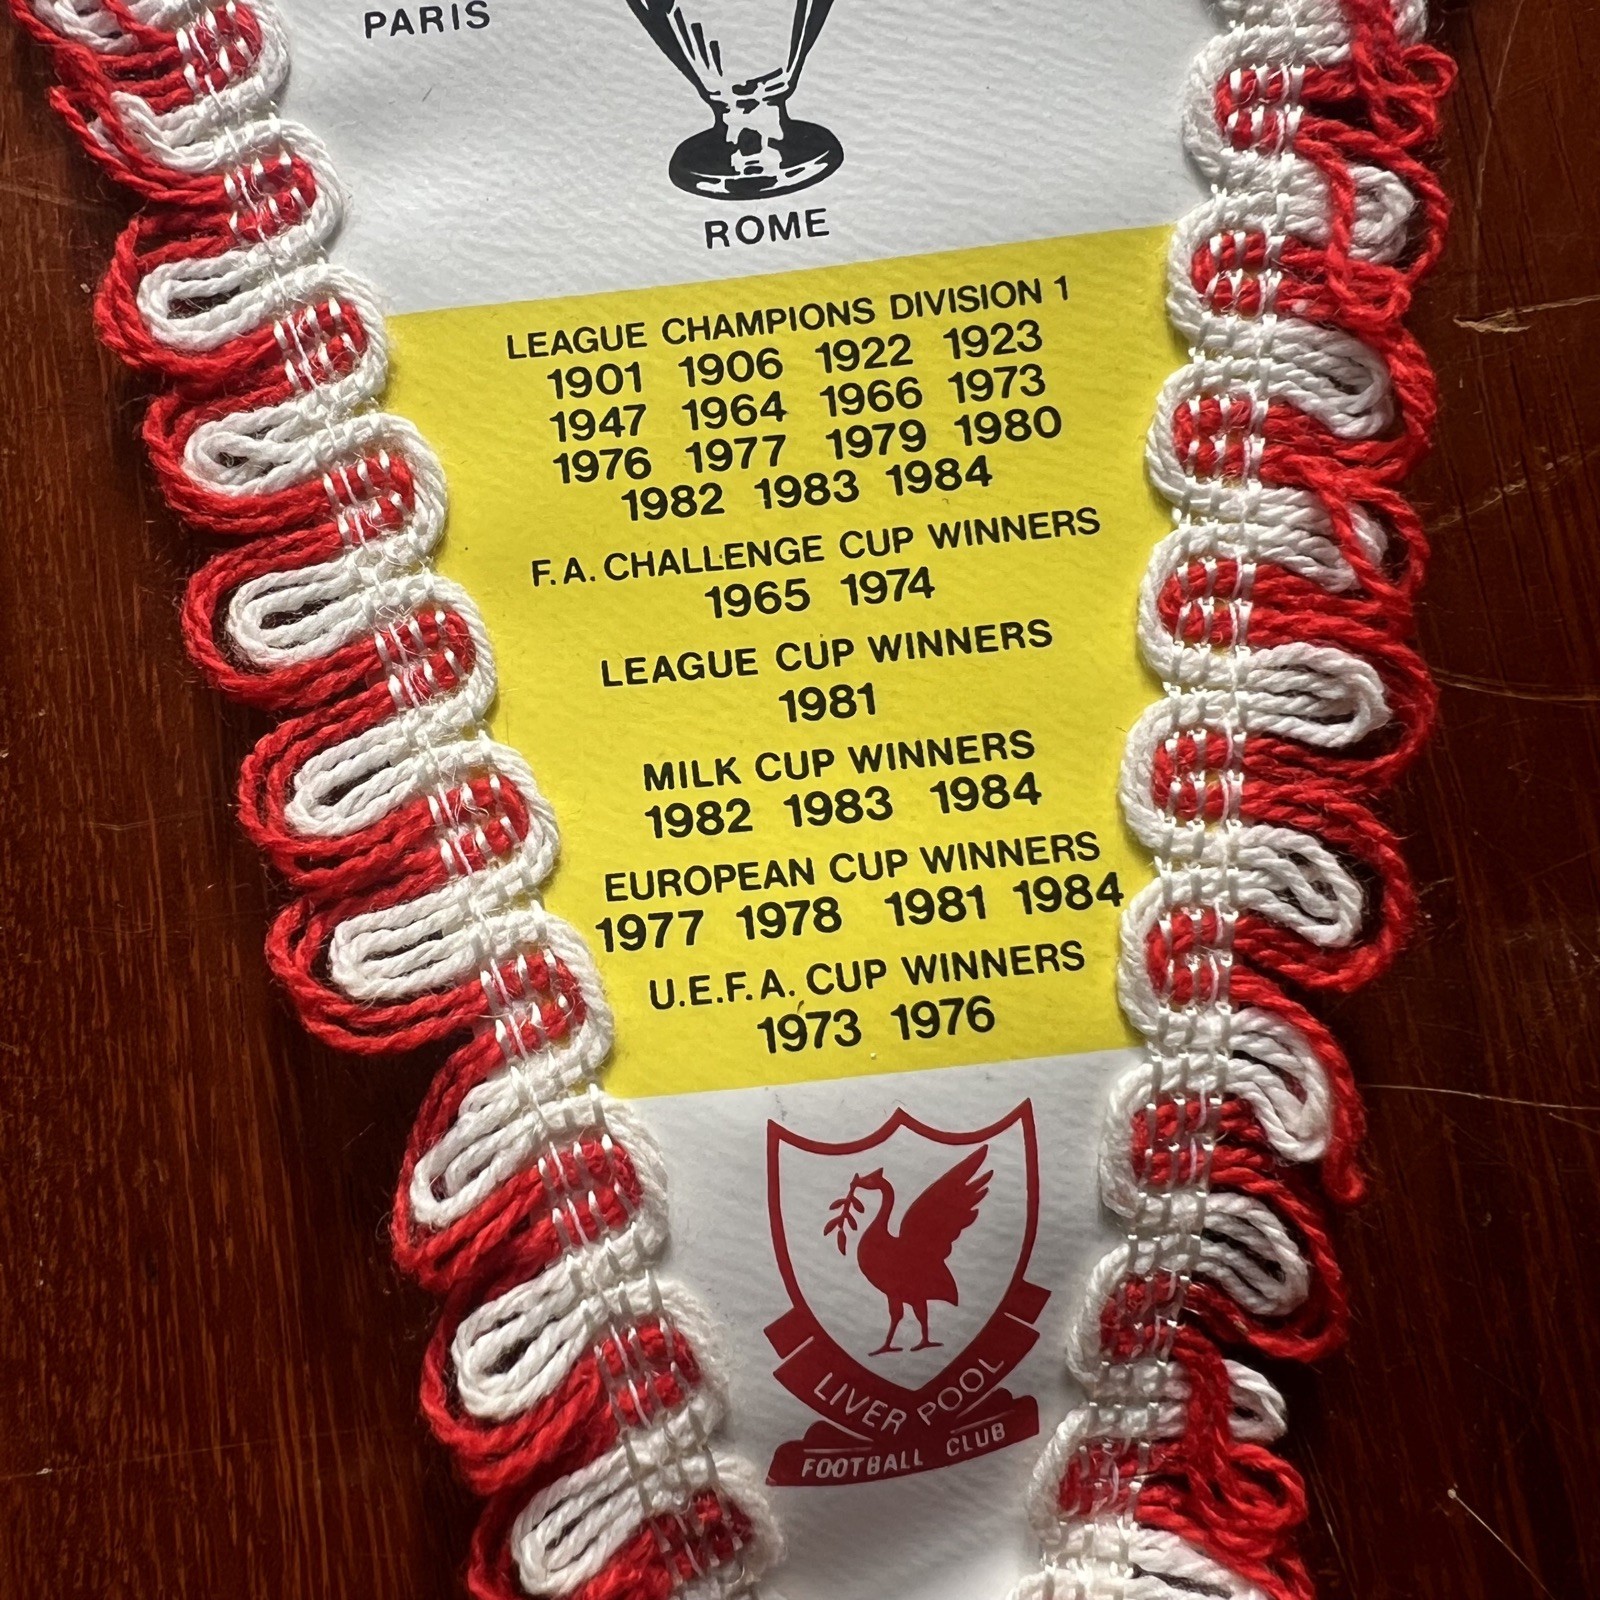 PARIS
ROME
LEAGUE CHAMPIONS DIVISION 1
1901 1906 1922 1923
1947 1964 1966 1973
1976 1977 1979 1980
1982 1983 1984
F.A. CHALLENGE CUP WINNERS
1965 1974
LEAGUE CUP WINNERS
1981
MILK CUP WINNERS
1982 1983 1984
EUROPEAN CUP WINNERS
1977 1978 1981 1984
U.E.F.A. CUP WINNERS
1973 1976
LIVERPOOL
FOOTBALL CLUB